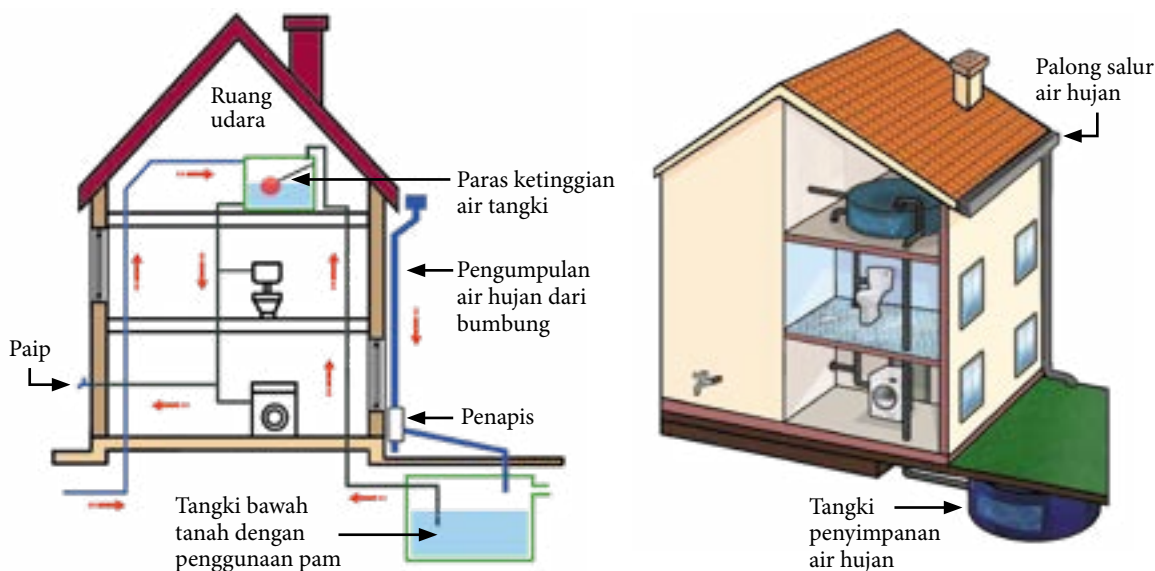 Ruang
udara
Paras ketinggian
air tangki
Pengumpulan
air hujan dari
bumbung
Paip
Penapis
Tangki bawah
tanah dengan
penggunaan pam
Palong salur
air hujan
Tangki
penyimpanan
air hujan